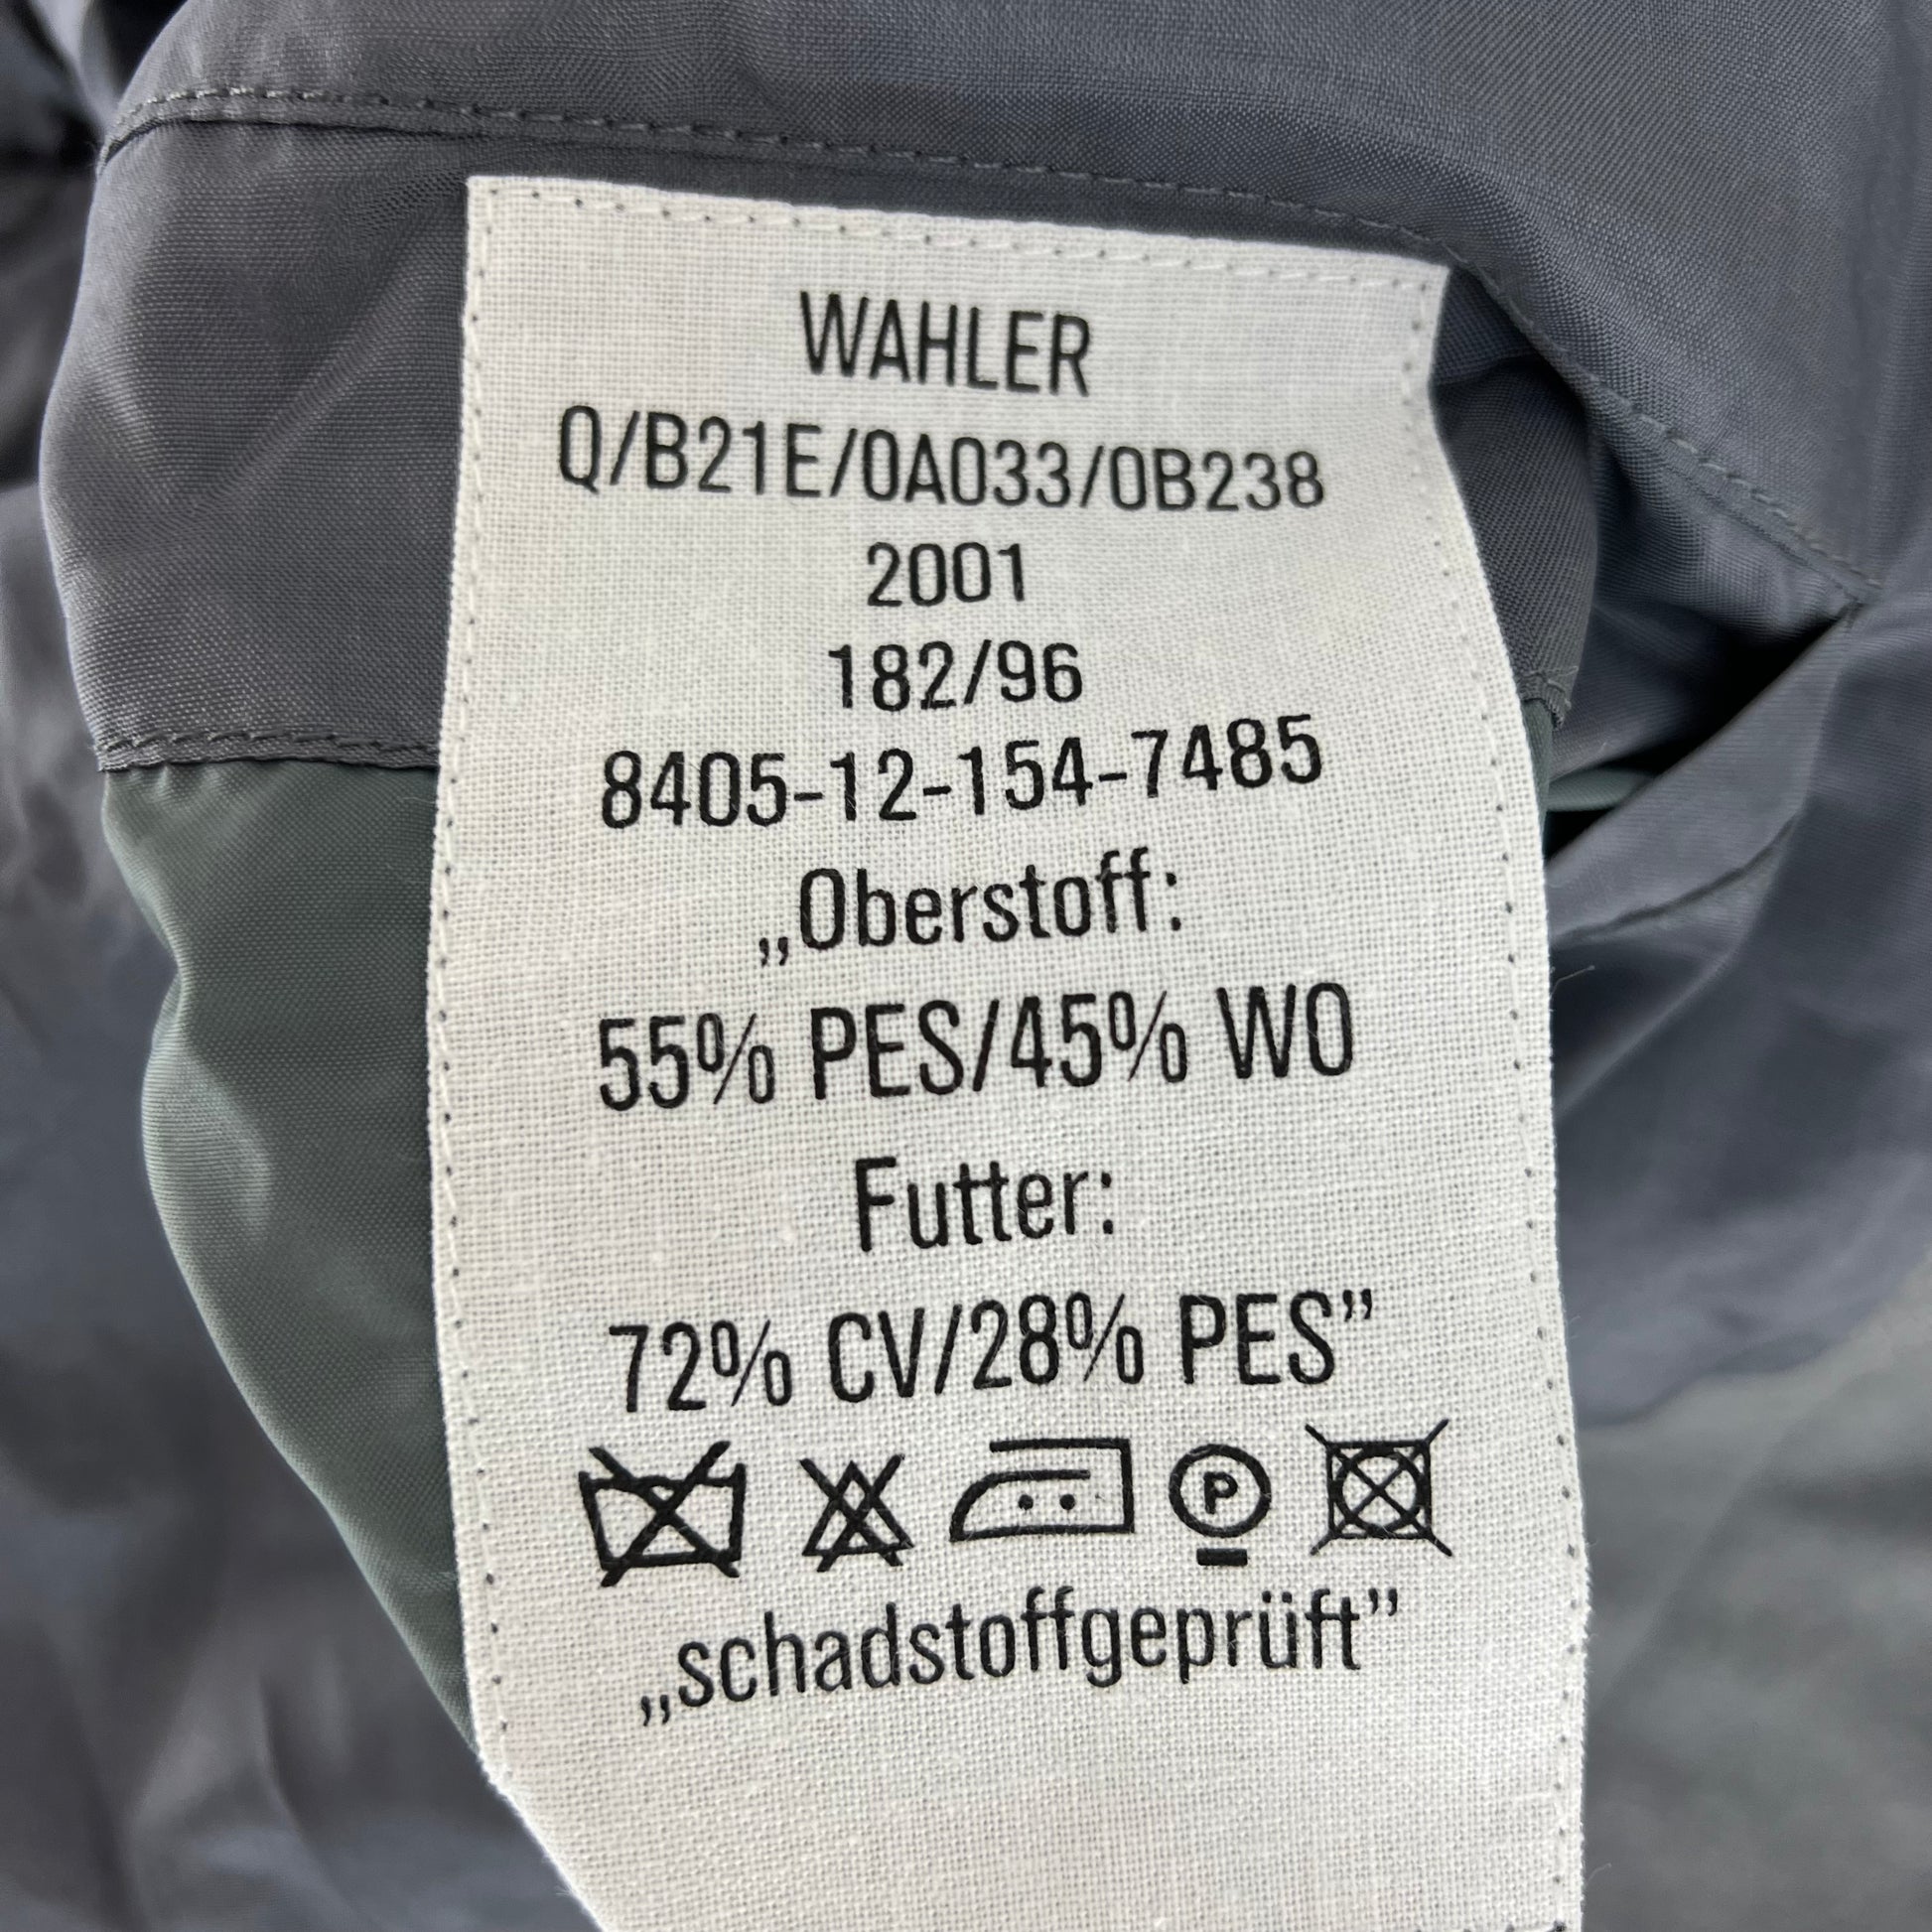 WAHLER
Q/B21E/0A033/0B238
2001
182/96
8405-12-154-7485
„Oberstoff:
55% PES/45% WO
Futter:
72% CV/28% PES”
P
„schadstoffgeprüft”